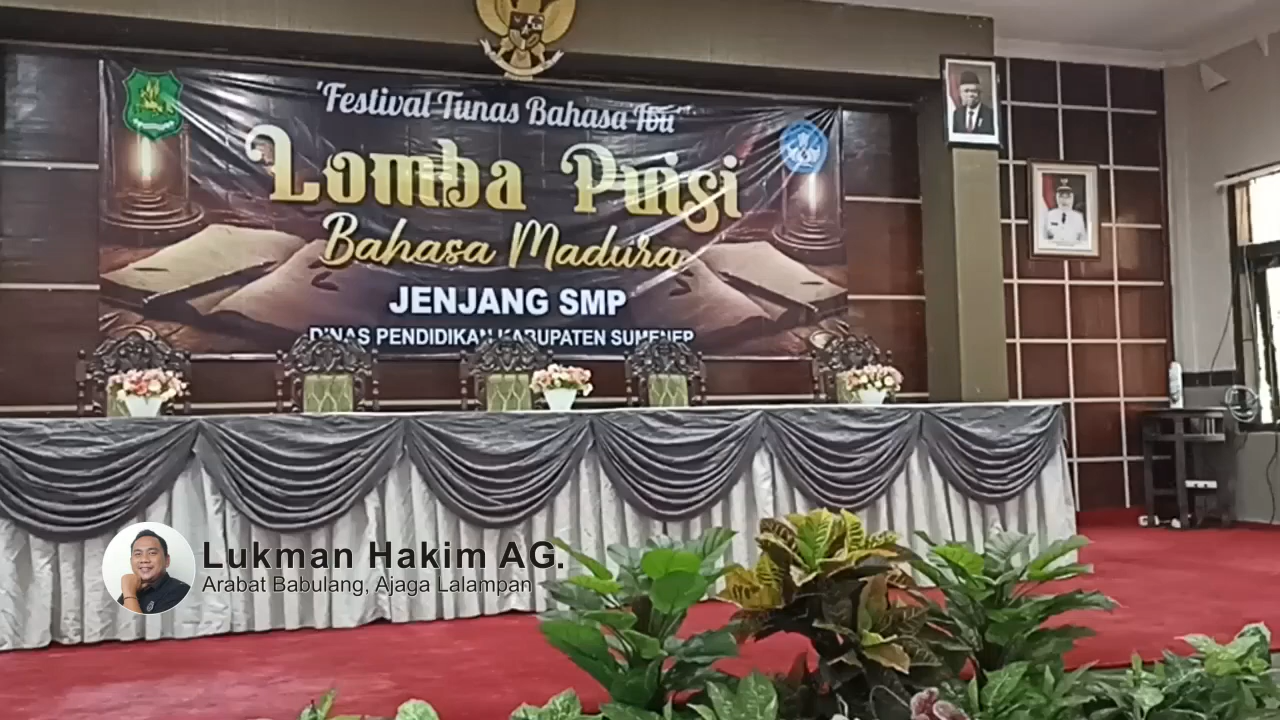 'Festival Tunas Bahasa Ibu'
Lomba Puisi
Bahasa Madura
JENJANG SMP
DINAS PENDIDIKAN KABUPATEN SUMENEP
Lukman Hakim AG.
Arabat Babulang, Ajaga Lalampan